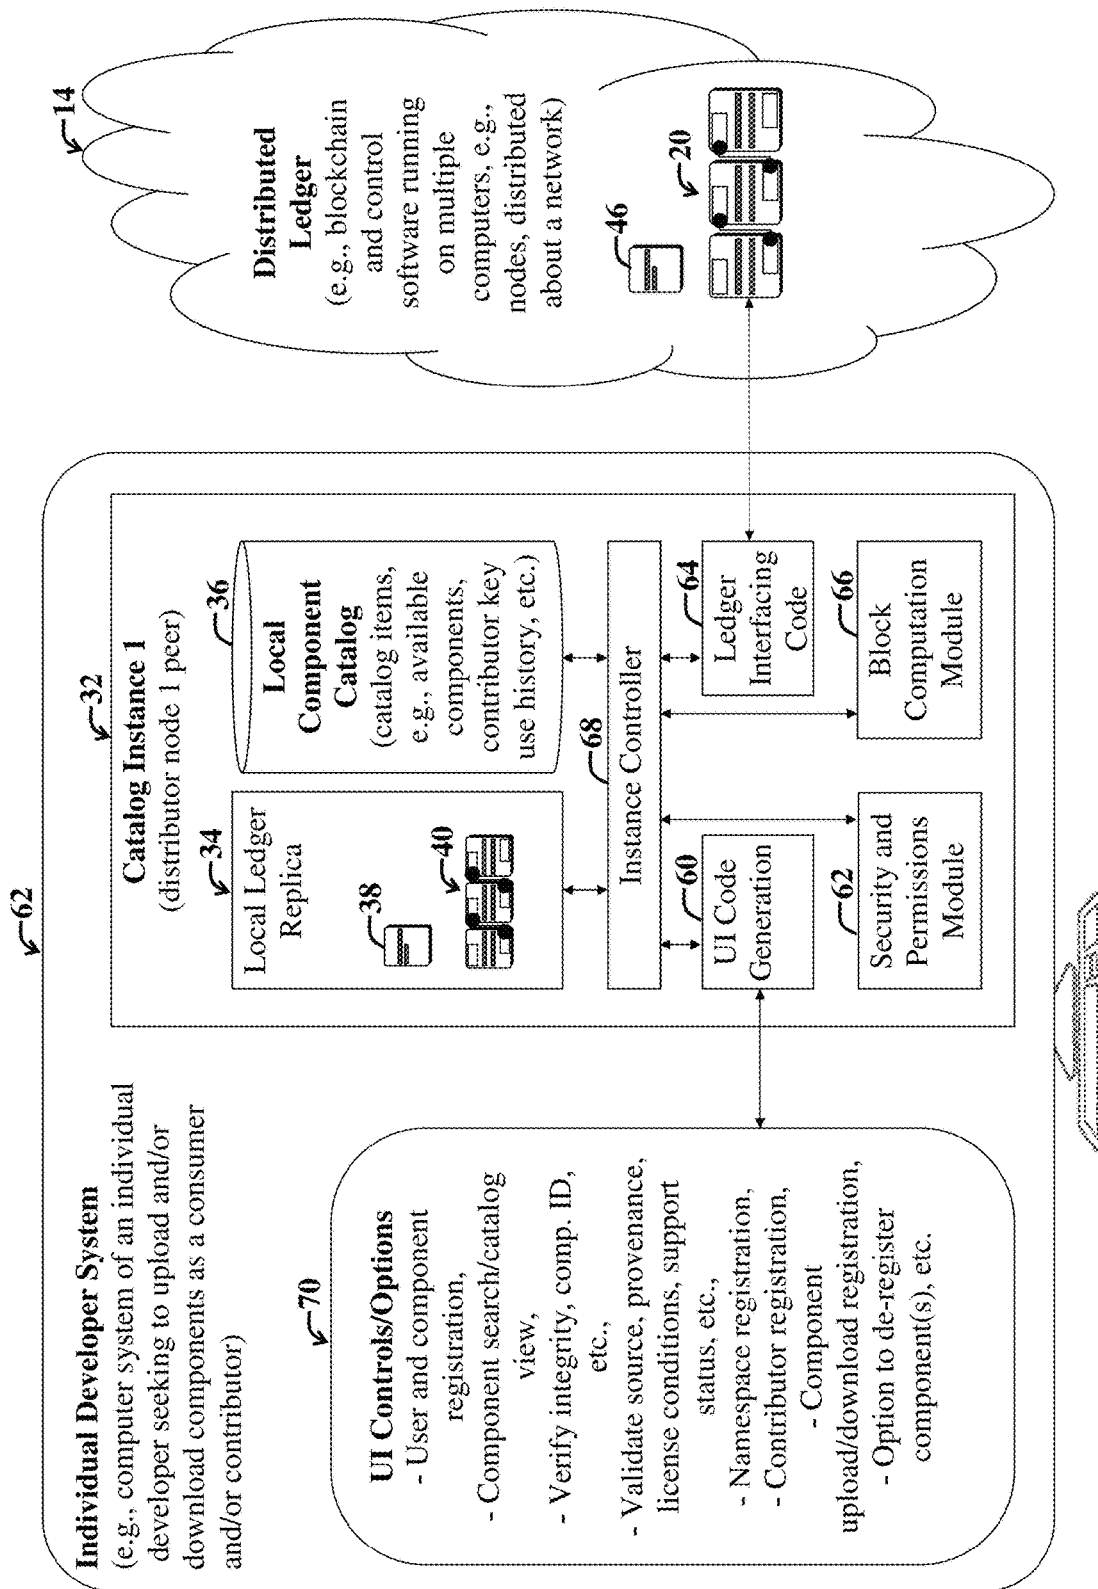 62
Individual Developer System
(e.g., computer system of an individual
developer seeking to upload and/or
download components as a consumer
and/or contributor)
70
UI Controls/Options
- User and component
registration,
- Component search/catalog
view,
- Verify integrity, comp. ID,
etc.,
- Validate source, provenance,
license conditions, support
status, etc.,
- Namespace registration,
- Contributor registration,
- Component
upload/download registration,
- Option to de-register
component(s), etc.
32
Catalog Instance 1
(distributor node 1 peer)
34
Local Ledger
Replica
38
40
36
Local
Component
Catalog
(catalog items,
e.g., available
components,
contributor key
use history, etc.)
68
Instance Controller
60
UI Code
Generation
64
Ledger
Interfacing
Code
62
Security and
Permissions
Module
66
Block
Computation
Module
14
Distributed
Ledger
(e.g., blockchain
and control
software running
on multiple
computers, e.g.,
nodes, distributed
about a network)
46
20